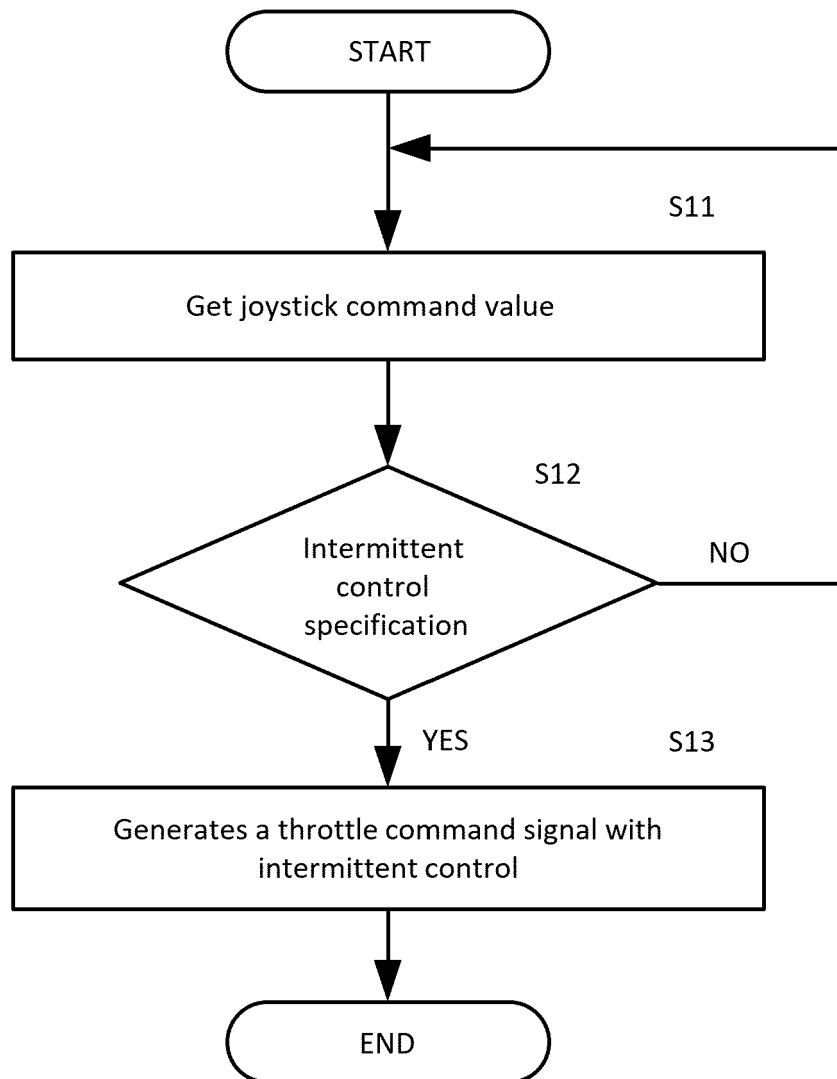 START
S11
Get joystick command value
S12
Intermittent
control
specification
NO
YES
S13
Generates a throttle command signal with
intermittent control
END